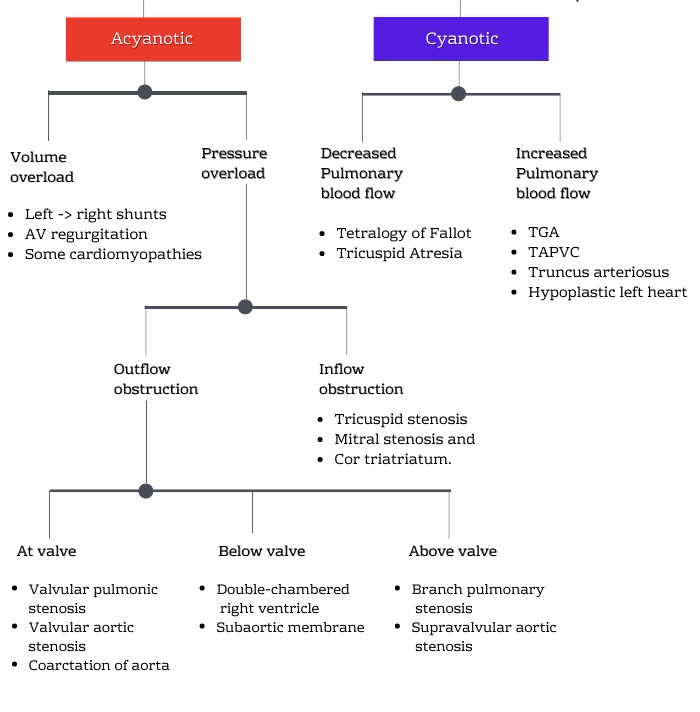 Acyanotic
Cyanotic
Volume
overload
Pressure
overload
Decreased
Pulmonary
blood flow
Increased
Pulmonary
blood flow
• Left -> right shunts
• AV regurgitation
• Some cardiomyopathies
• Tetralogy of Fallot
• Tricuspid Atresia
• TGA
• TAPVC
• Truncus arteriosus
• Hypoplastic left heart
Outflow
obstruction
Inflow
obstruction
• Tricuspid stenosis
• Mitral stenosis and
• Cor triatriatum.
At valve
Below valve
Above valve
• Valvular pulmonic
stenosis
• Valvular aortic
stenosis
• Coarctation of aorta
• Double-chambered
right ventricle
• Subaortic membrane
• Branch pulmonary
stenosis
• Supravalvular aortic
stenosis